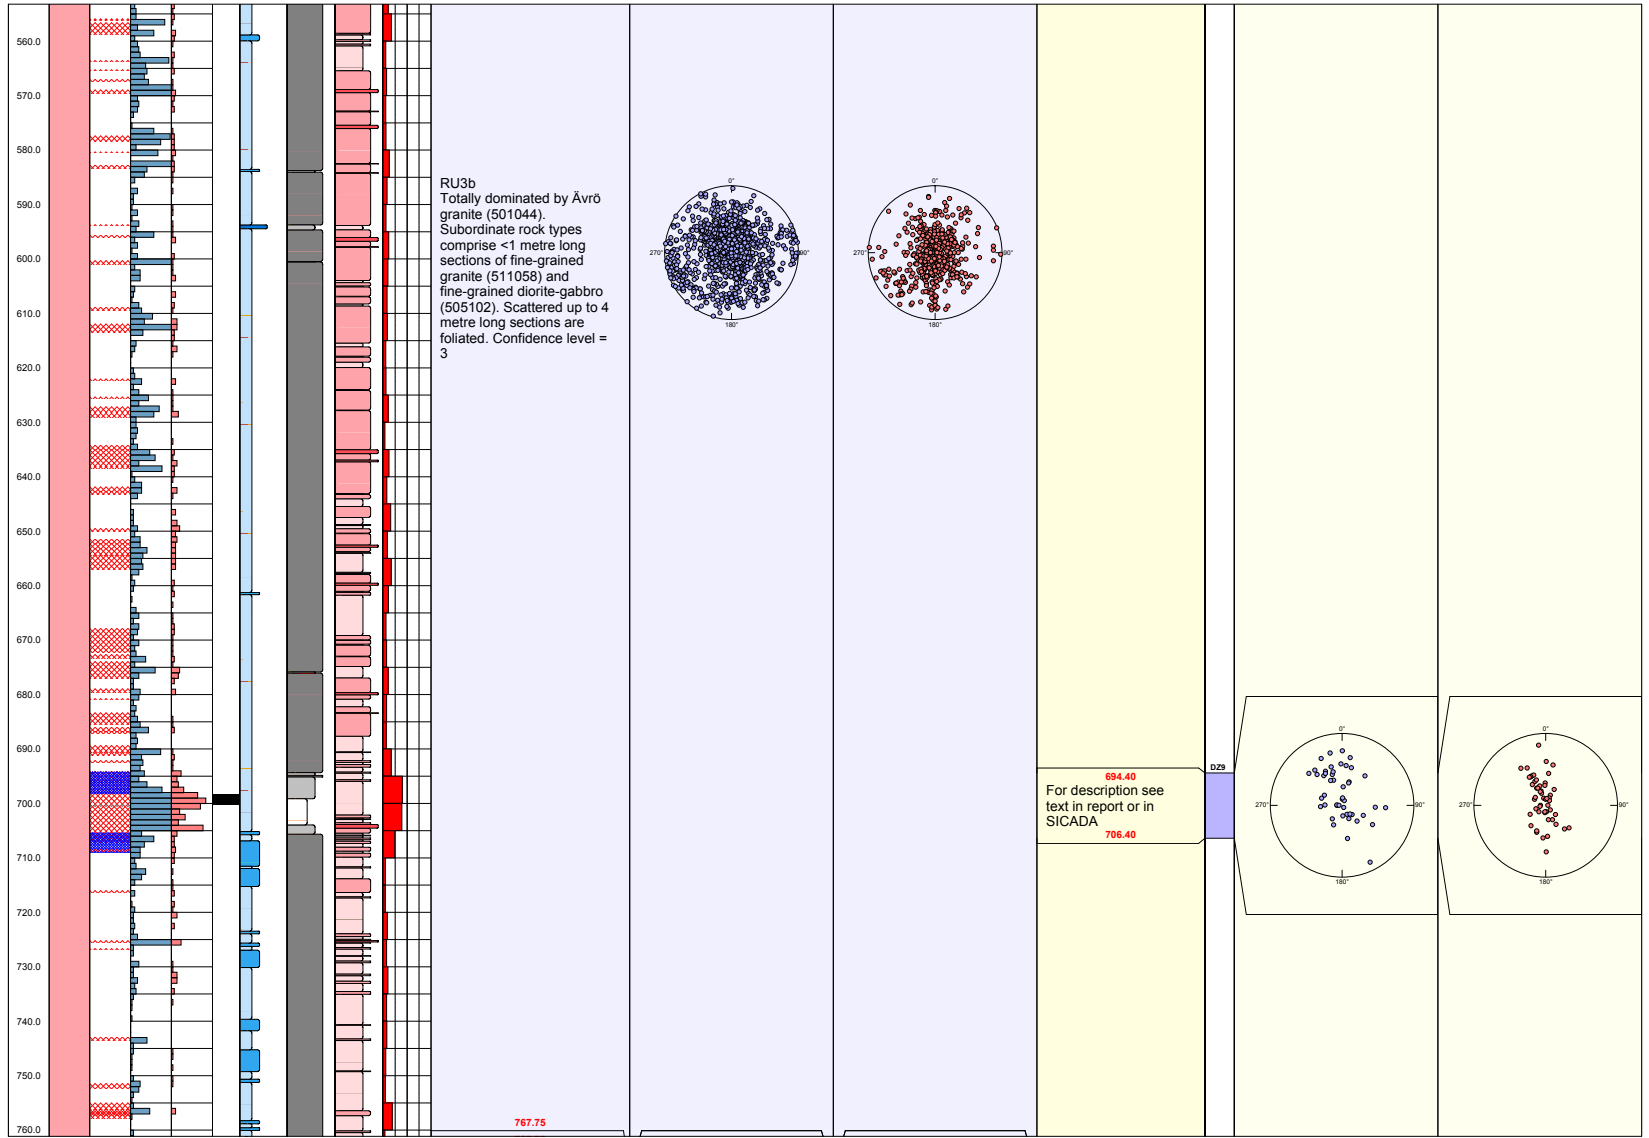 560.0
570.0
580.0
590.0
600.0
610.0
620.0
630.0
640.0
650.0
660.0
670.0
680.0
690.0
700.0
710.0
720.0
730.0
740.0
750.0
760.0
RU3b
Totally dominated by Ävrö
granite (501044).
Subordinate rock types
comprise <1 metre long
sections of fine-grained
granite (511058) and
fine-grained diorite-gabbro
(505102). Scattered up to 4
metre long sections are
foliated. Confidence level =
3
767.75
0°
270°
90°
180°
0°
270°
90°
180°
694.40
For description see
text in report or in
SICADA
706.40
DZ9
0°
270°
90°
180°
0°
270°
90°
180°